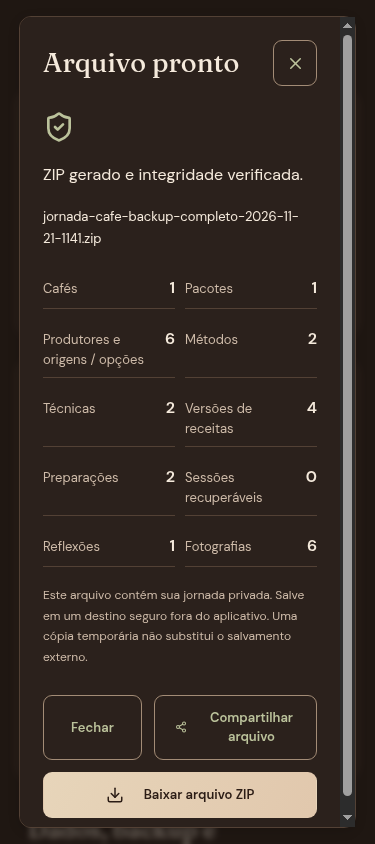 Arquivo pronto
ZIP gerado e integridade verificada.
jornada-cafe-backup-completo-2026-11-
21-1141.zip
Cafés 1 Pacotes 1
Produtores e 6 Métodos 2
origens / opções
Técnicas 2 Versões de 4
receitas
Preparações 2 Sessões 0
recuperáveis
Reflexões 1 Fotografias 6
Este arquivo contém sua jornada privada. Salve
em um destino seguro fora do aplicativo. Uma
cópia temporária não substitui o salvamento
externo.
Fechar
Compartilhar
arquivo
Baixar arquivo ZIP